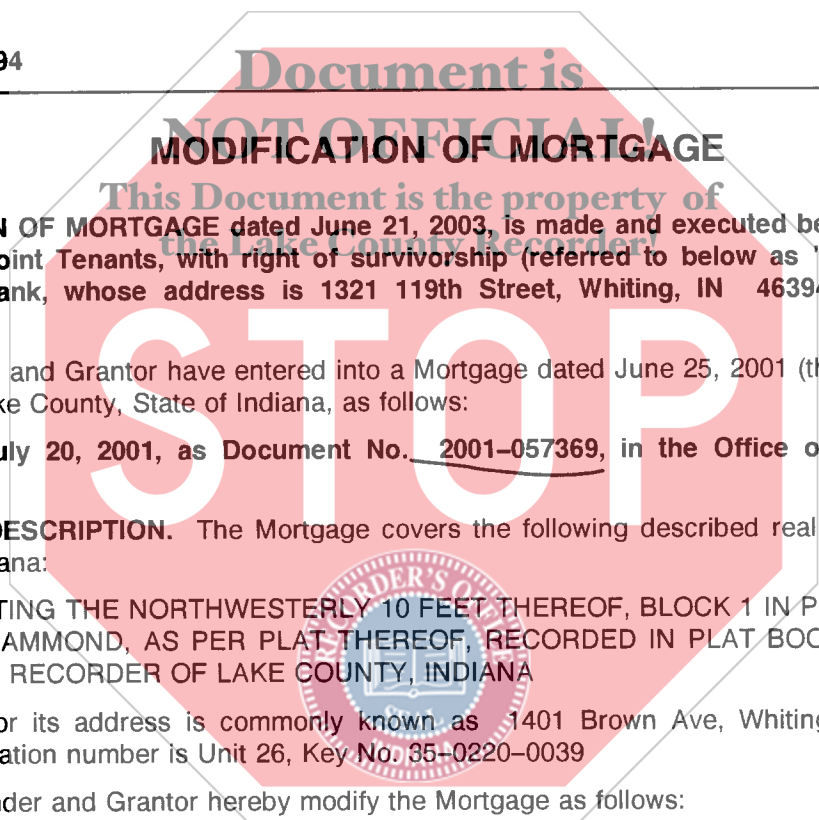 94
Document is
NOT OFFICIAL!
MODIFICATION OF MORTGAGE
This Document is the property of
the Lake County Recorder!
N OF MORTGAGE dated June 21, 2003, is made and executed be
oint Tenants, with right of survivorship (referred to below as "
ank, whose address is 1321 119th Street, Whiting, IN 46394
and Grantor have entered into a Mortgage dated June 25, 2001 (th
ke County, State of Indiana, as follows:
uly 20, 2001, as Document No. 2001-057369, in the Office o
STOP
DESCRIPTION. The Mortgage covers the following described real
ana:
TING THE NORTHWESTERLY 10 FEET THEREOF, BLOCK 1 IN P
AMMOND, AS PER PLAT THEREOF, RECORDED IN PLAT BOO
RECORDER OF LAKE COUNTY, INDIANA
RECORDER'S OFFICE
SEAL
INDIANA
or its address is commonly known as 1401 Brown Ave, Whiting
ation number is Unit 26, Key No. 35-0220-0039
nder and Grantor hereby modify the Mortgage as follows: